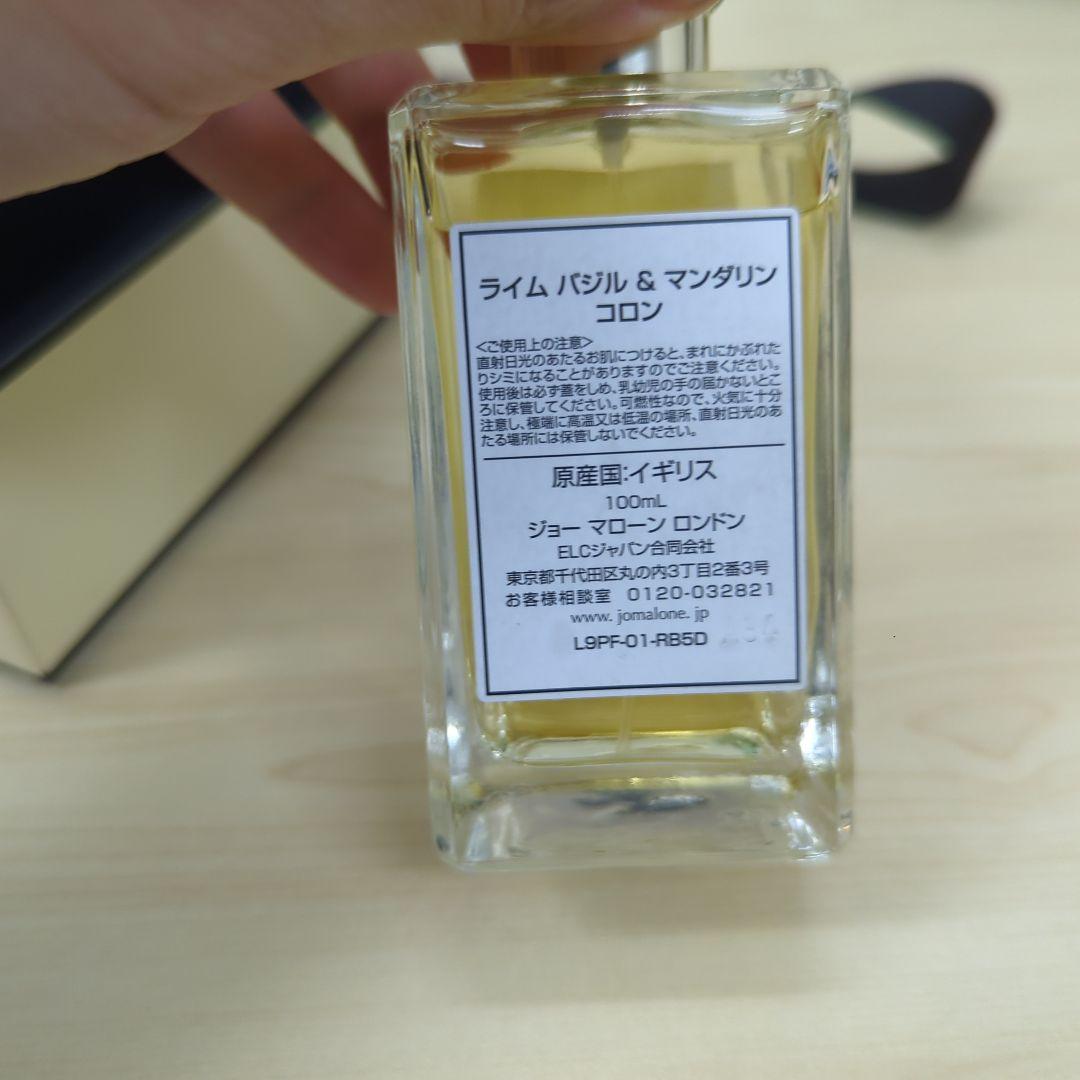 ライム バジル & マンダリン
コロン
<ご使用上の注意>
直射日光のあたるお肌につけると、まれにかぶれた
りシミになることがありますのでご注意ください。
使用後は必ず蓋をしめ、乳幼児の手の届かないとこ
ろに保管してください。可燃性なので、火気に十分
注意し、極端に高温又は低温の場所、直射日光のあ
たる場所には保管しないでください。
原産国:イギリス
100mL
ジョー マローン ロンドン
ELCジャパン合同会社
東京都千代田区丸の内3丁目2番3号
お客様相談室 0120-032821
www. jomalone. jp
L9PF-01-RB5D